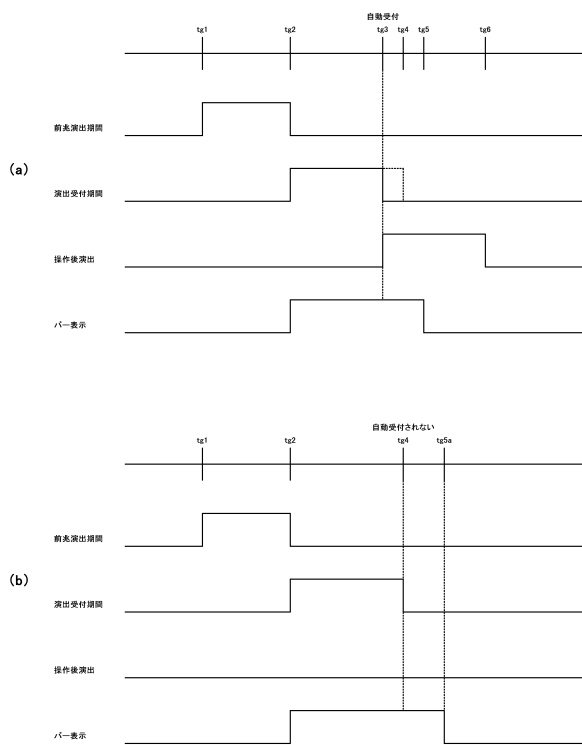 自動受付
tg1 tg2 tg3 tg4 tg5 tg6
前兆演出期間
(a)
演出受付期間
操作後演出
バー表示
自動受付されない
tg1 tg2 tg4 tg5a
前兆演出期間
(b)
演出受付期間
操作後演出
バー表示